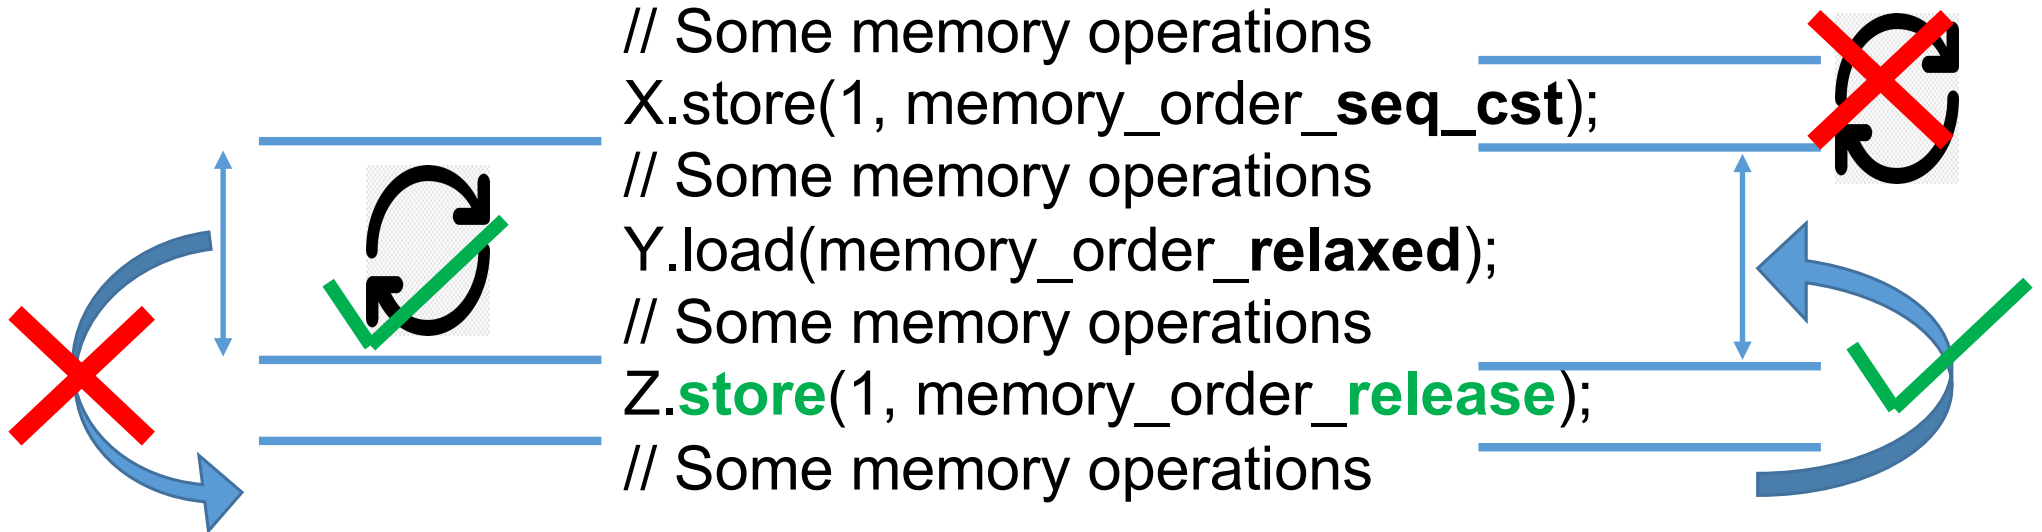 // Some memory operations
X.store(1, memory_order_seq_cst);
// Some memory operations
Y.load(memory_order_relaxed);
// Some memory operations
Z.store(1, memory_order_release);
// Some memory operations